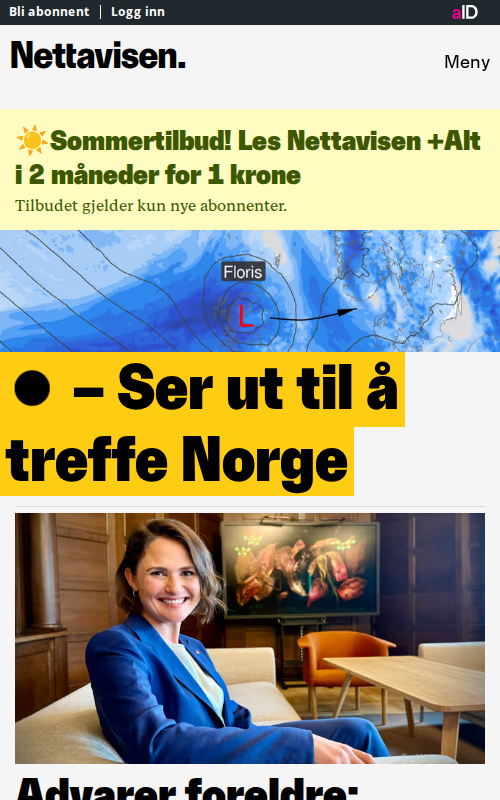 Bli abonnent | Logg inn
aID
Nettavisen.
Meny
☀️Sommertilbud! Les Nettavisen +Alt
i 2 måneder for 1 krone
Tilbudet gjelder kun nye abonnenter.
Floris
L
● – Ser ut til å
treffe Norge
Advarer foreldre: